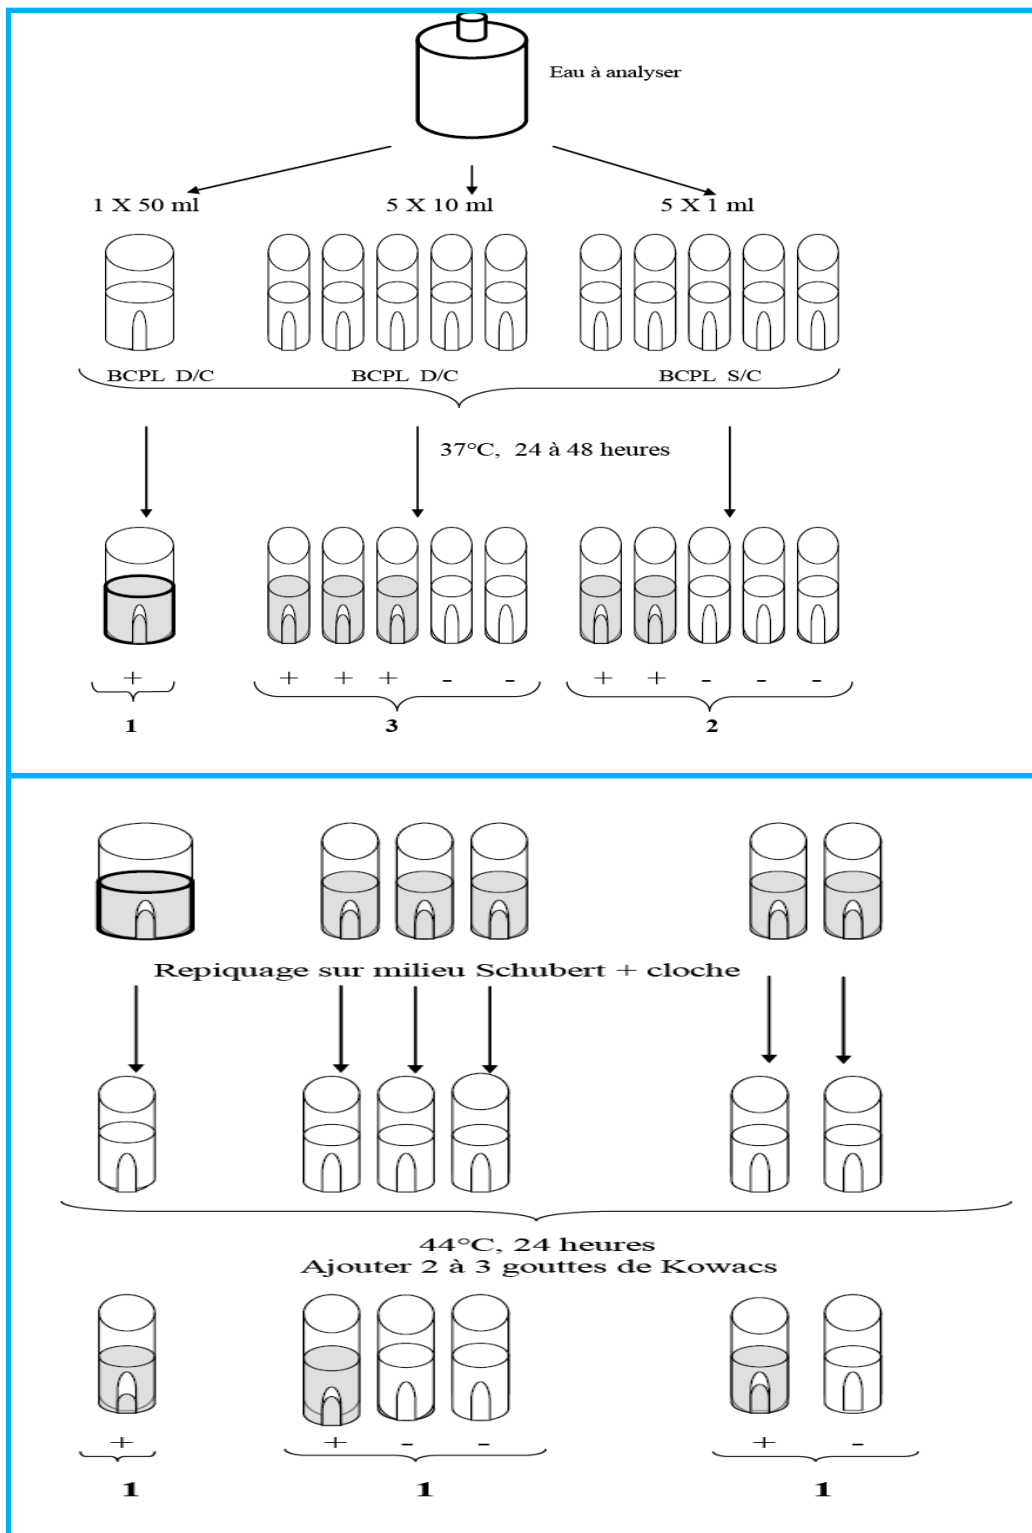 Eau à analyser
1 X 50 ml 5 X 10 ml 5 X 1 ml
BCPL D/C BCPL D/C BCPL S/C
37°C, 24 à 48 heures
+ + + + - - + + - - -
1 3 2
Repiquage sur milieu Schubert + cloche
44°C, 24 heures
Ajouter 2 à 3 gouttes de Kowacs
+ + - - + -
1 1 1